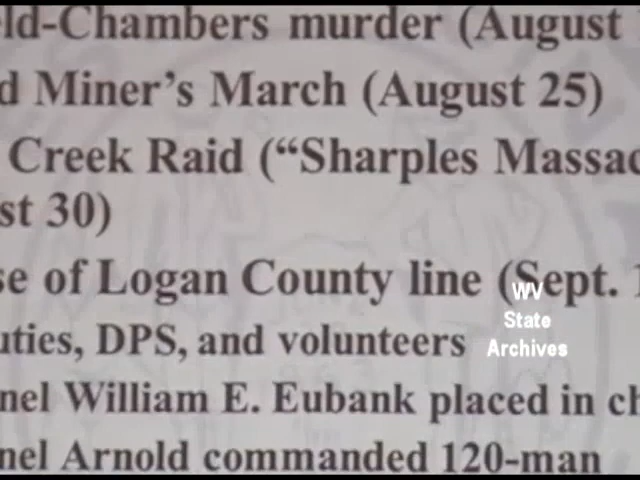 ld-Chambers murder (August
d Miner's March (August 25)
Creek Raid (“Sharples Massac
st 30)
se of Logan County line (Sept. 1
uties, DPS, and volunteers
nel William E. Eubank placed in ch
nel Arnold commanded 120-man
WV
State
Archives